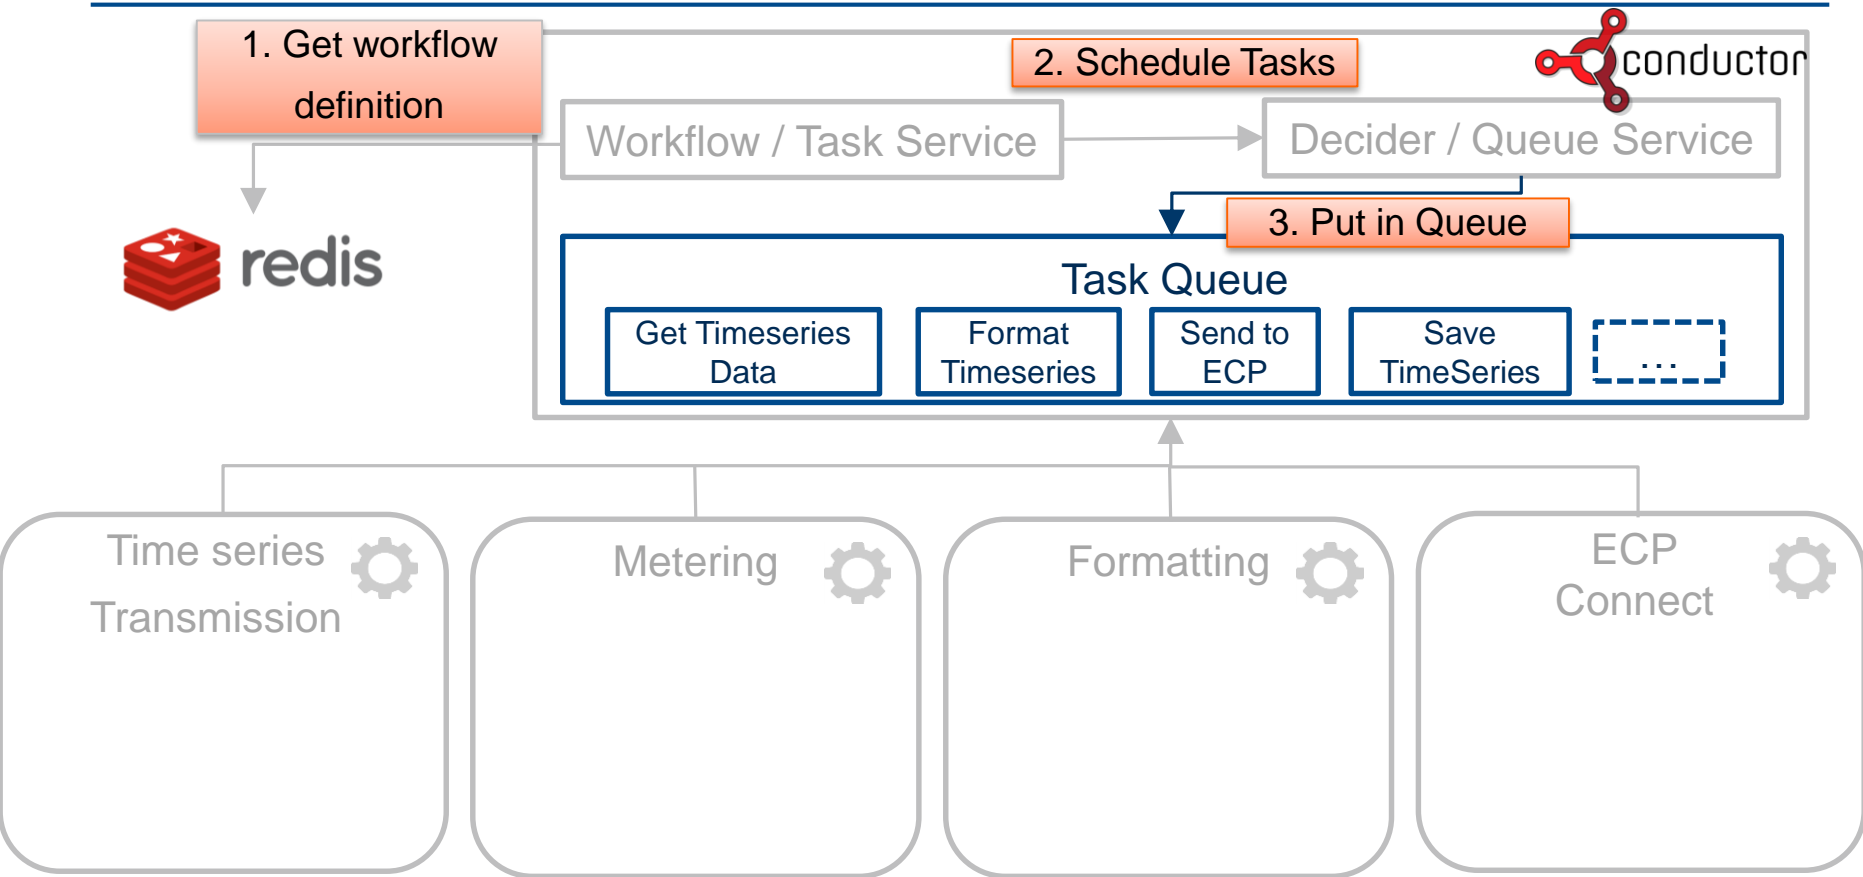 1. Get workflow
definition
2. Schedule Tasks
conductor
Workflow / Task Service
Decider / Queue Service
3. Put in Queue
redis
Task Queue
Get Timeseries
Data
Format
Timeseries
Send to
ECP
Save
TimeSeries
...
Time series
Transmission
Metering
Formatting
ECP
Connect